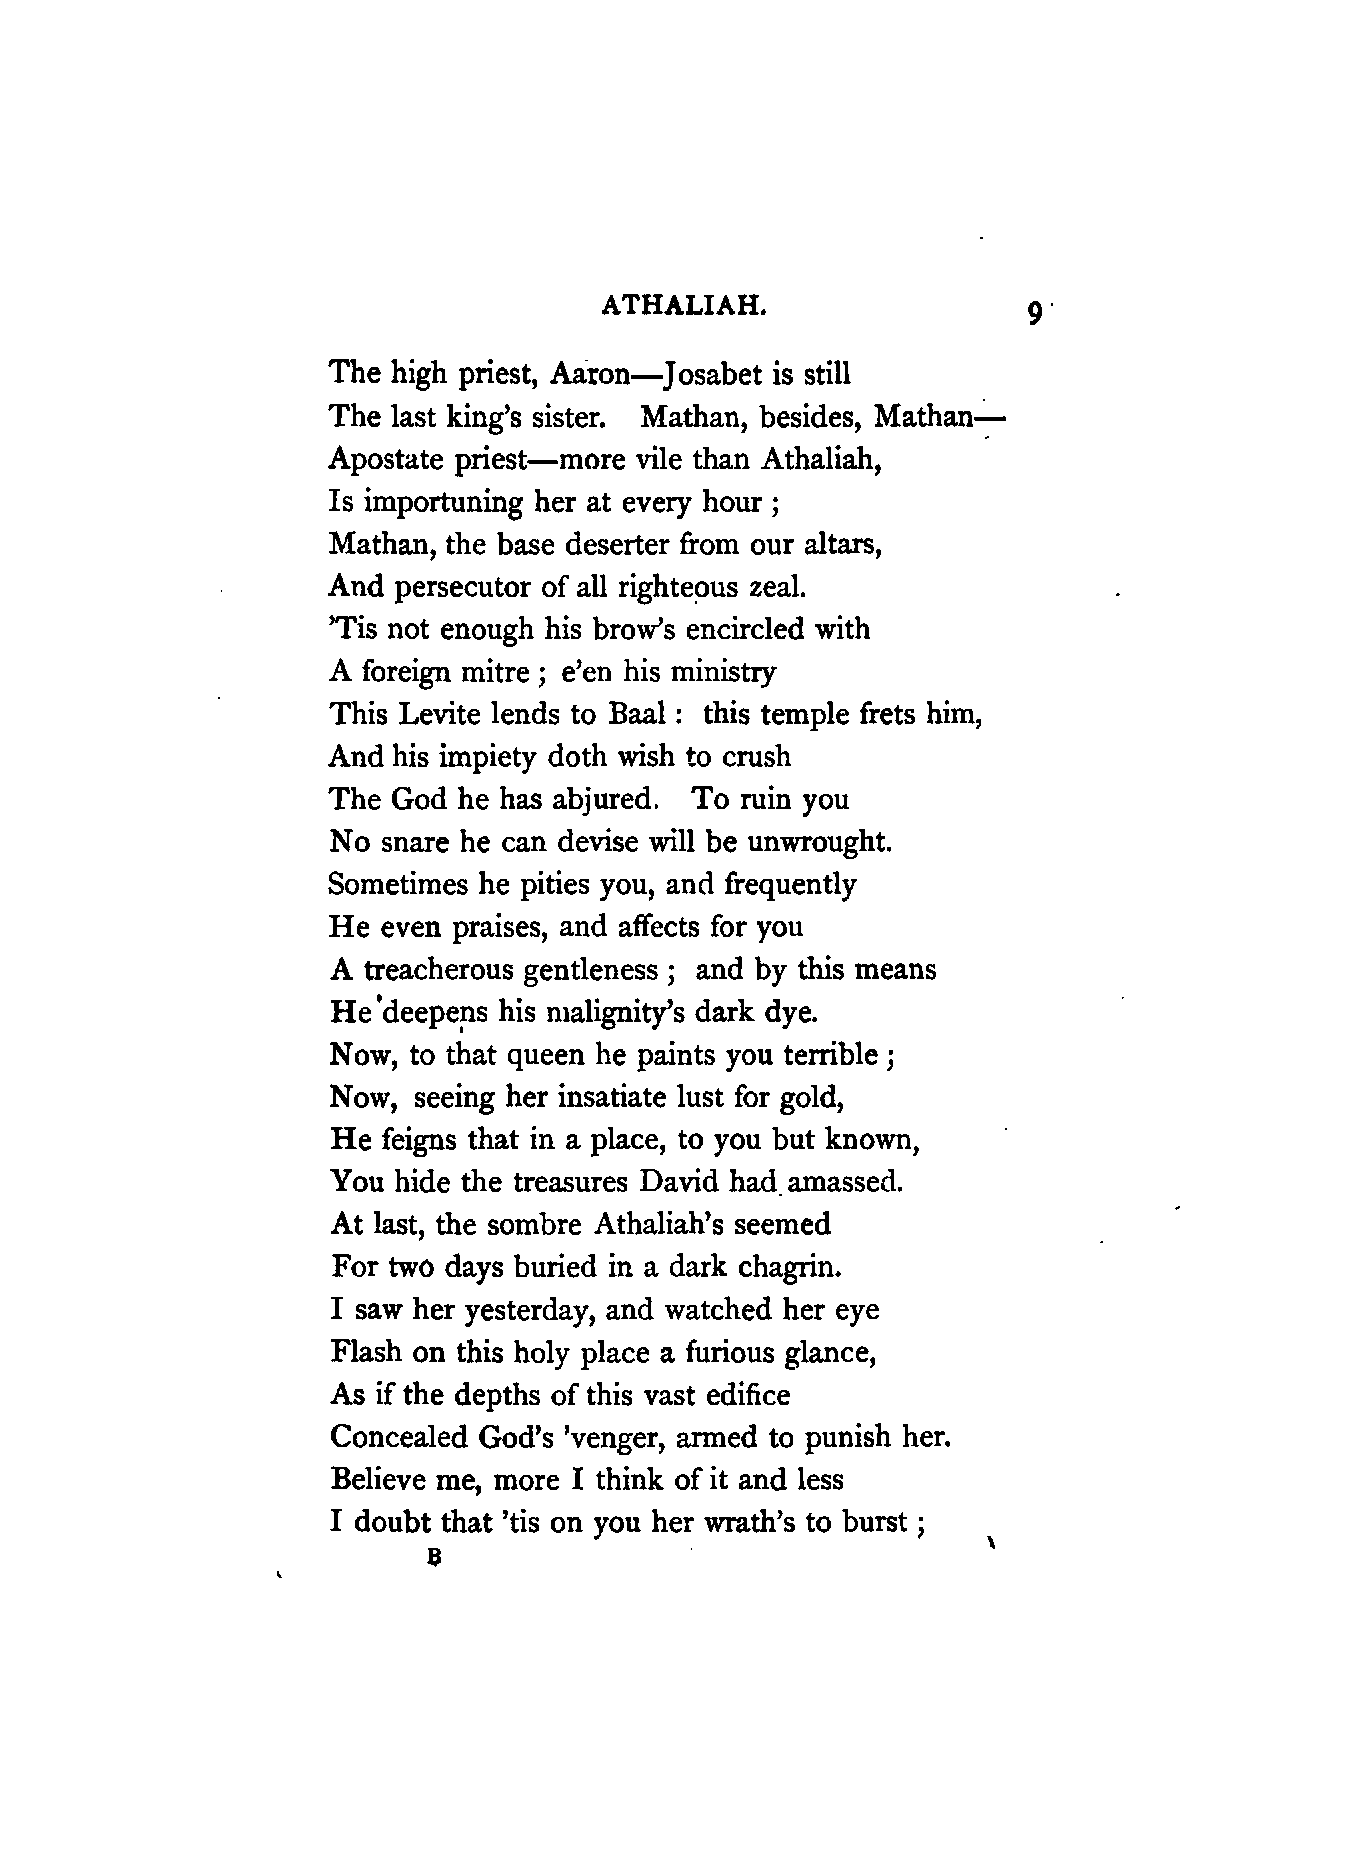 ATHALIAH. 9
The high priest, Aaron—Josabet is still
The last king's sister. Mathan, besides, Mathan—
Apostate priest—more vile than Athaliah,
Is importuning her at every hour ;
Mathan, the base deserter from our altars,
And persecutor of all righteous zeal.
'Tis not enough his brow's encircled with
A foreign mitre ; e'en his ministry
This Levite lends to Baal : this temple frets him,
And his impiety doth wish to crush
The God he has abjured. To ruin you
No snare he can devise will be unwrought.
Sometimes he pities you, and frequently
He even praises, and affects for you
A treacherous gentleness ; and by this means
He deepens his malignity's dark dye.
Now, to that queen he paints you terrible ;
Now, seeing her insatiate lust for gold,
He feigns that in a place, to you but known,
You hide the treasures David had amassed.
At last, the sombre Athaliah's seemed
For two days buried in a dark chagrin.
I saw her yesterday, and watched her eye
Flash on this holy place a furious glance,
As if the depths of this vast edifice
Concealed God's 'venger, armed to punish her.
Believe me, more I think of it and less
I doubt that 'tis on you her wrath's to burst ;
B